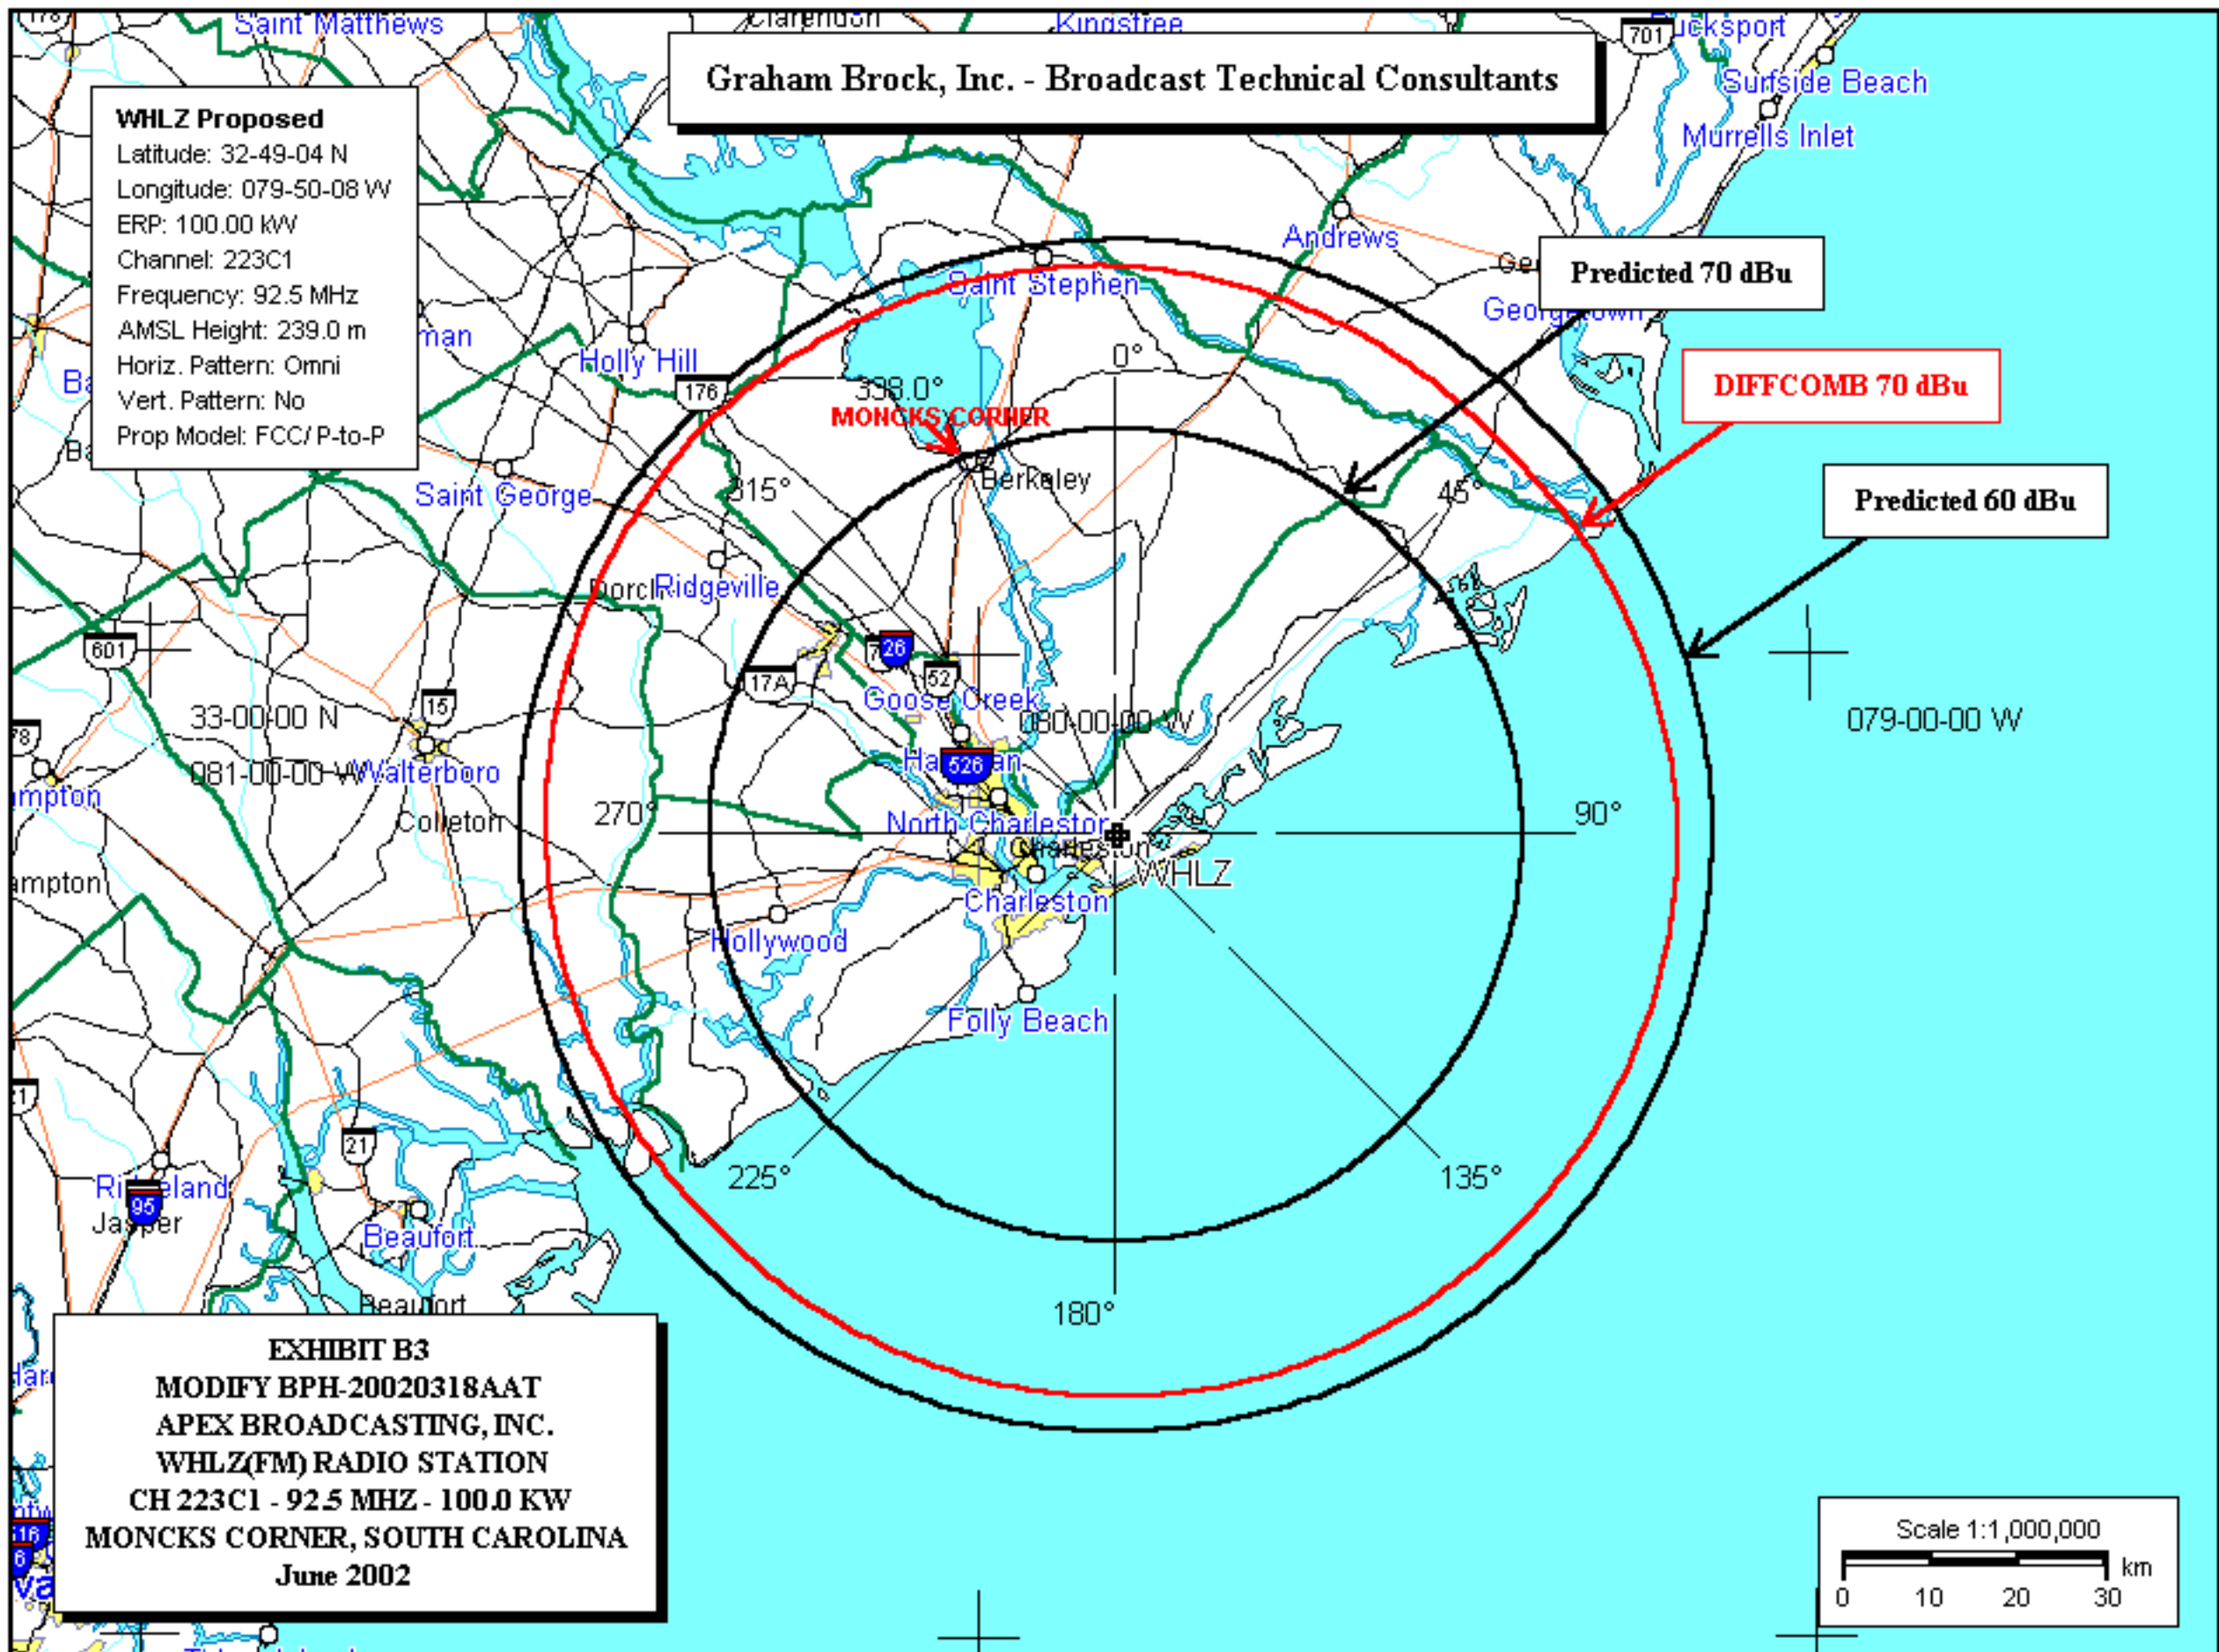 Saint Matthews
Kingstree
701
Surfside Beach
Murrells Inlet
Graham Brock, Inc. - Broadcast Technical Consultants
WHLZ Proposed
Latitude: 32-49-04 N
Longitude: 079-50-08 W
ERP: 100.00 kW
Channel: 223C1
Frequency: 92.5 MHz
AMSL Height: 239.0 m
Horiz. Pattern: Omni
Vert. Pattern: No
Prop Model: FCC/ P-to-P
Andrews
Predicted 70 dBu
Georgetown
Saint Stephen
Holly Hill
176
0°
338.0°
MONCKS CORNER
DIFFCOMB 70 dBu
Berkeley
315°
45°
Saint George
Predicted 60 dBu
Ridgeville
601
26
52
17A
Goose Creek
15
33-00-00 N
080-00-00 W
079-00-00 W
081-00-00 W
Walterboro
526
270°
90°
Colleton
North Charleston
Charleston
WHLZ
Charleston
Hollywood
Folly Beach
21
225°
135°
95
Jasper
Beaufort
180°
Beaufort
EXHIBIT B3
MODIFY BPH-20020318AAT
APEX BROADCASTING, INC.
WHLZ(FM) RADIO STATION
CH 223C1 - 92.5 MHZ - 100.0 KW
MONCKS CORNER, SOUTH CAROLINA
June 2002
Scale 1:1,000,000
km
0 10 20 30